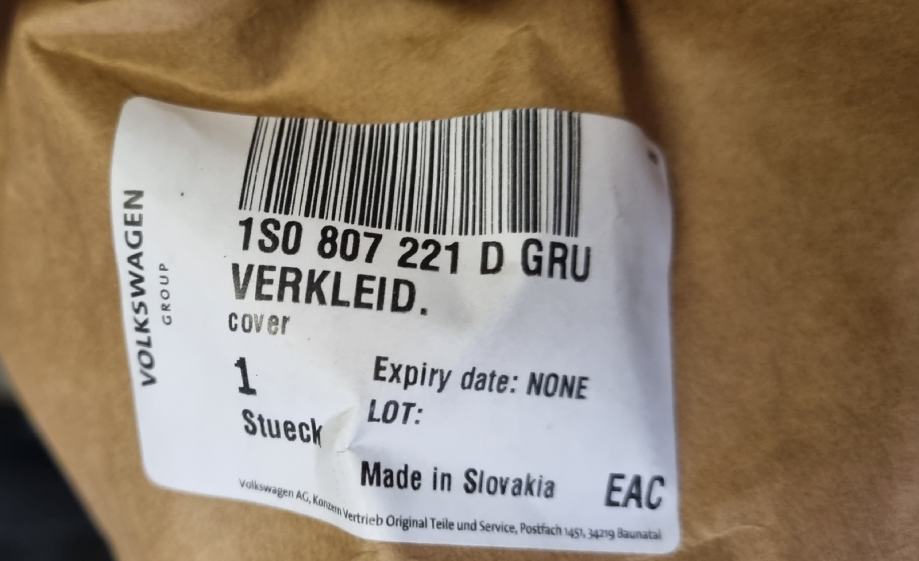 VOLKSWAGEN
GROUP
1S0 807 221 D GRU
VERKLEID.
cover
1
Stueck
Expiry date: NONE
LOT:
Made in Slovakia
EAC
Volkswagen AG, Konzern Vertrieb Original Teile und Service, Postfach 1451, 34219 Baunatal